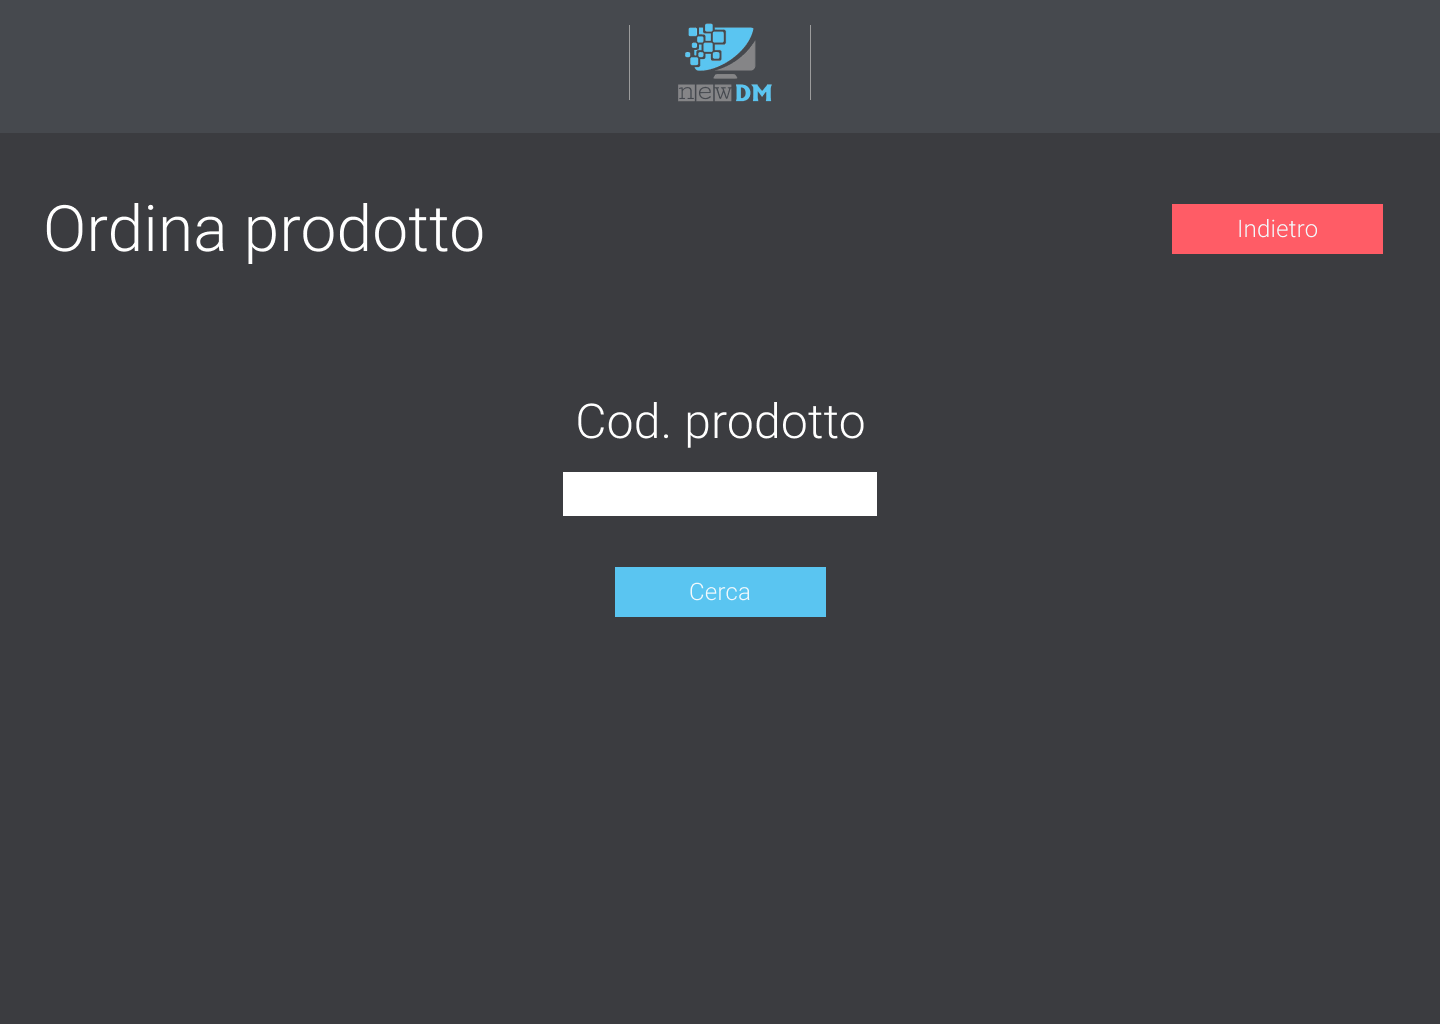 newDM
Ordina prodotto
Indietro
Cod. prodotto
Cerca